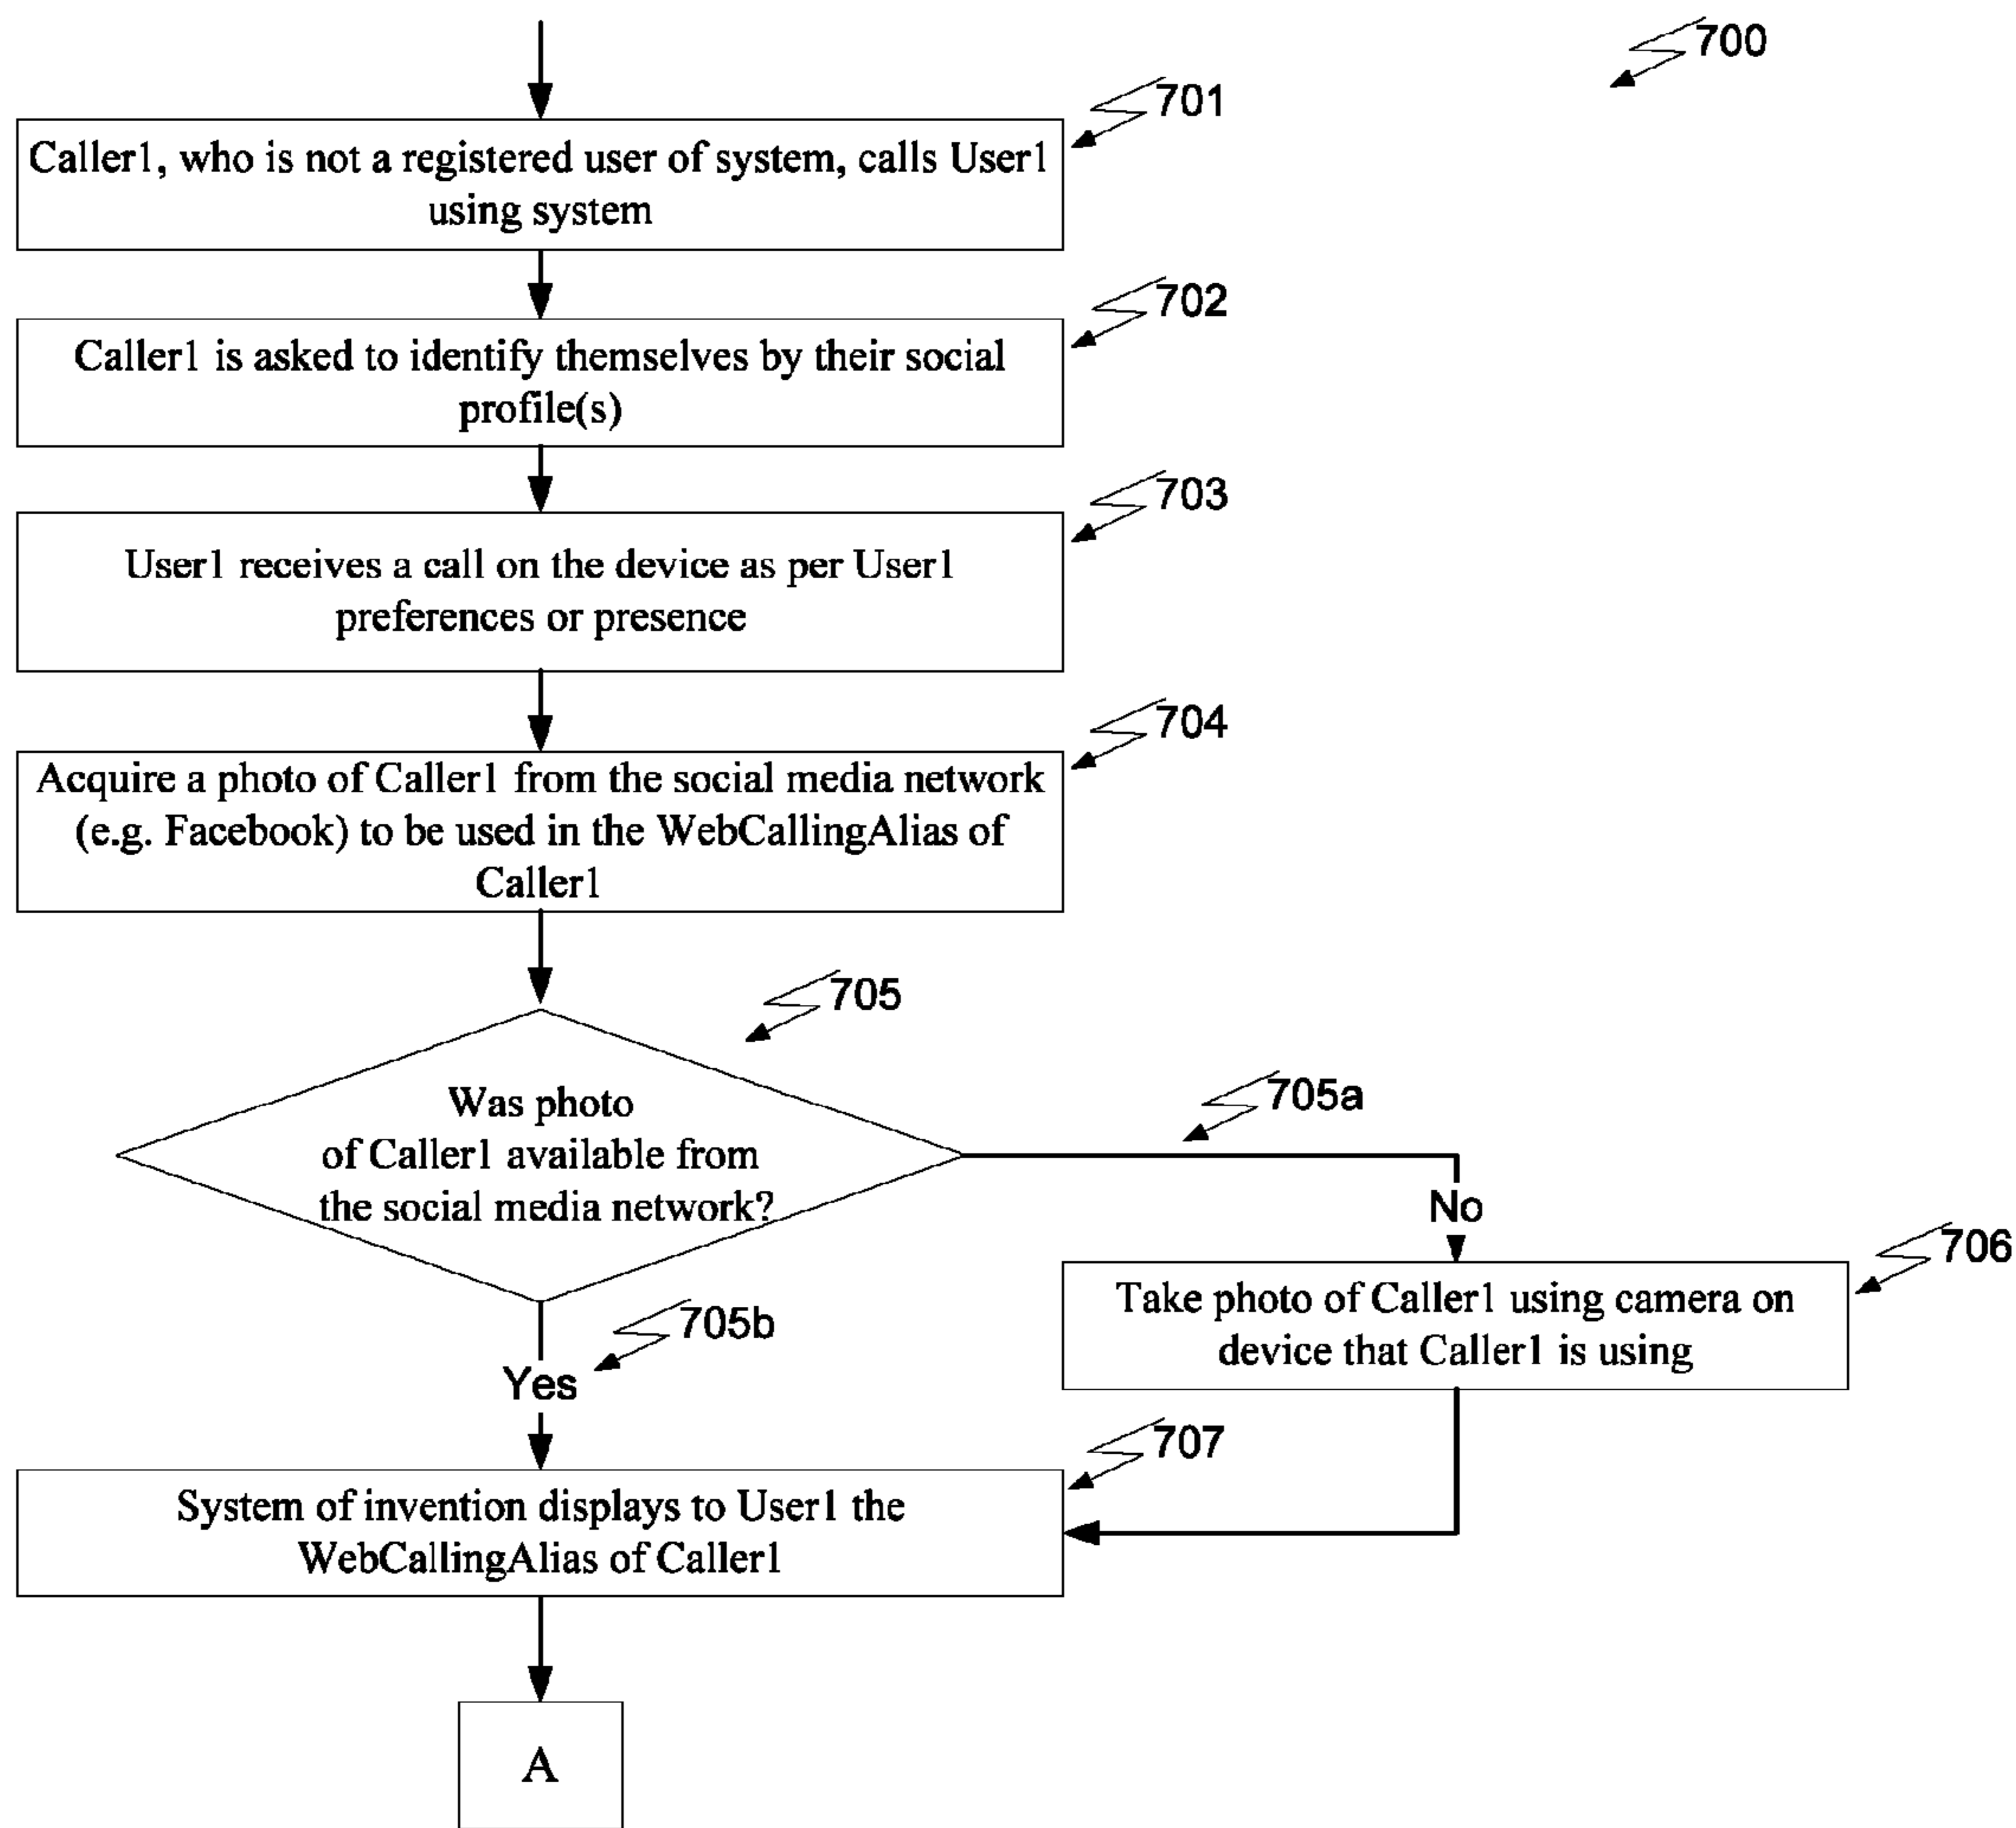 700
701
Caller1, who is not a registered user of system, calls User1
using system
702
Caller1 is asked to identify themselves by their social
profile(s)
703
User1 receives a call on the device as per User1
preferences or presence
704
Acquire a photo of Caller1 from the social media network
(e.g. Facebook) to be used in the WebCallingAlias of
Caller1
705
Was photo
of Caller1 available from
the social media network?
705a
No
706
Take photo of Caller1 using camera on
device that Caller1 is using
705b
Yes
707
System of invention displays to User1 the
WebCallingAlias of Caller1
A